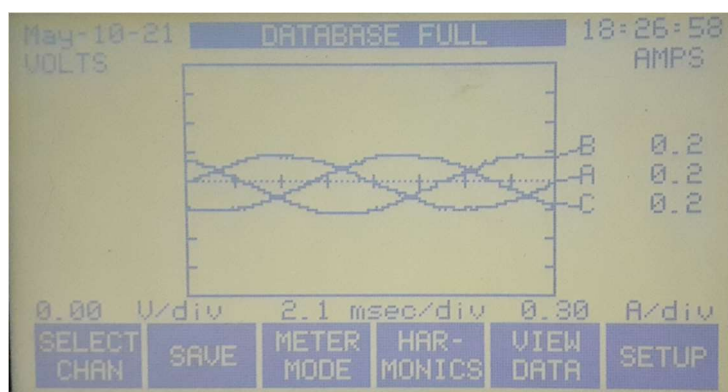 May-10-21 DATABASE FULL 18:26:58
VOLTS AMPS
B 0.2
A 0.2
C 0.2
0.00 V/div 2.1 msec/div 0.30 A/div
SELECT CHAN SAVE METER MODE HAR- MONICS VIEW DATA SETUP